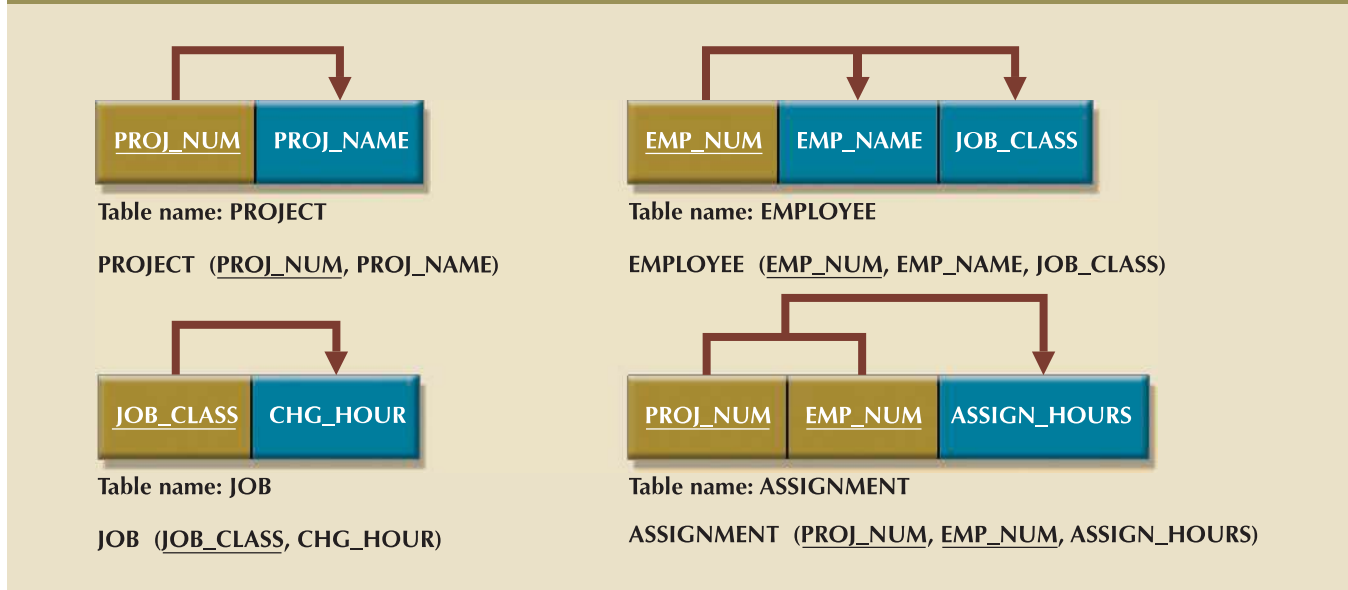 PROJ_NUM PROJ_NAME
Table name: PROJECT
PROJECT (PROJ_NUM, PROJ_NAME)
EMP_NUM EMP_NAME JOB_CLASS
Table name: EMPLOYEE
EMPLOYEE (EMP_NUM, EMP_NAME, JOB_CLASS)
JOB_CLASS CHG_HOUR
Table name: JOB
JOB (JOB_CLASS, CHG_HOUR)
PROJ_NUM EMP_NUM ASSIGN_HOURS
Table name: ASSIGNMENT
ASSIGNMENT (PROJ_NUM, EMP_NUM, ASSIGN_HOURS)